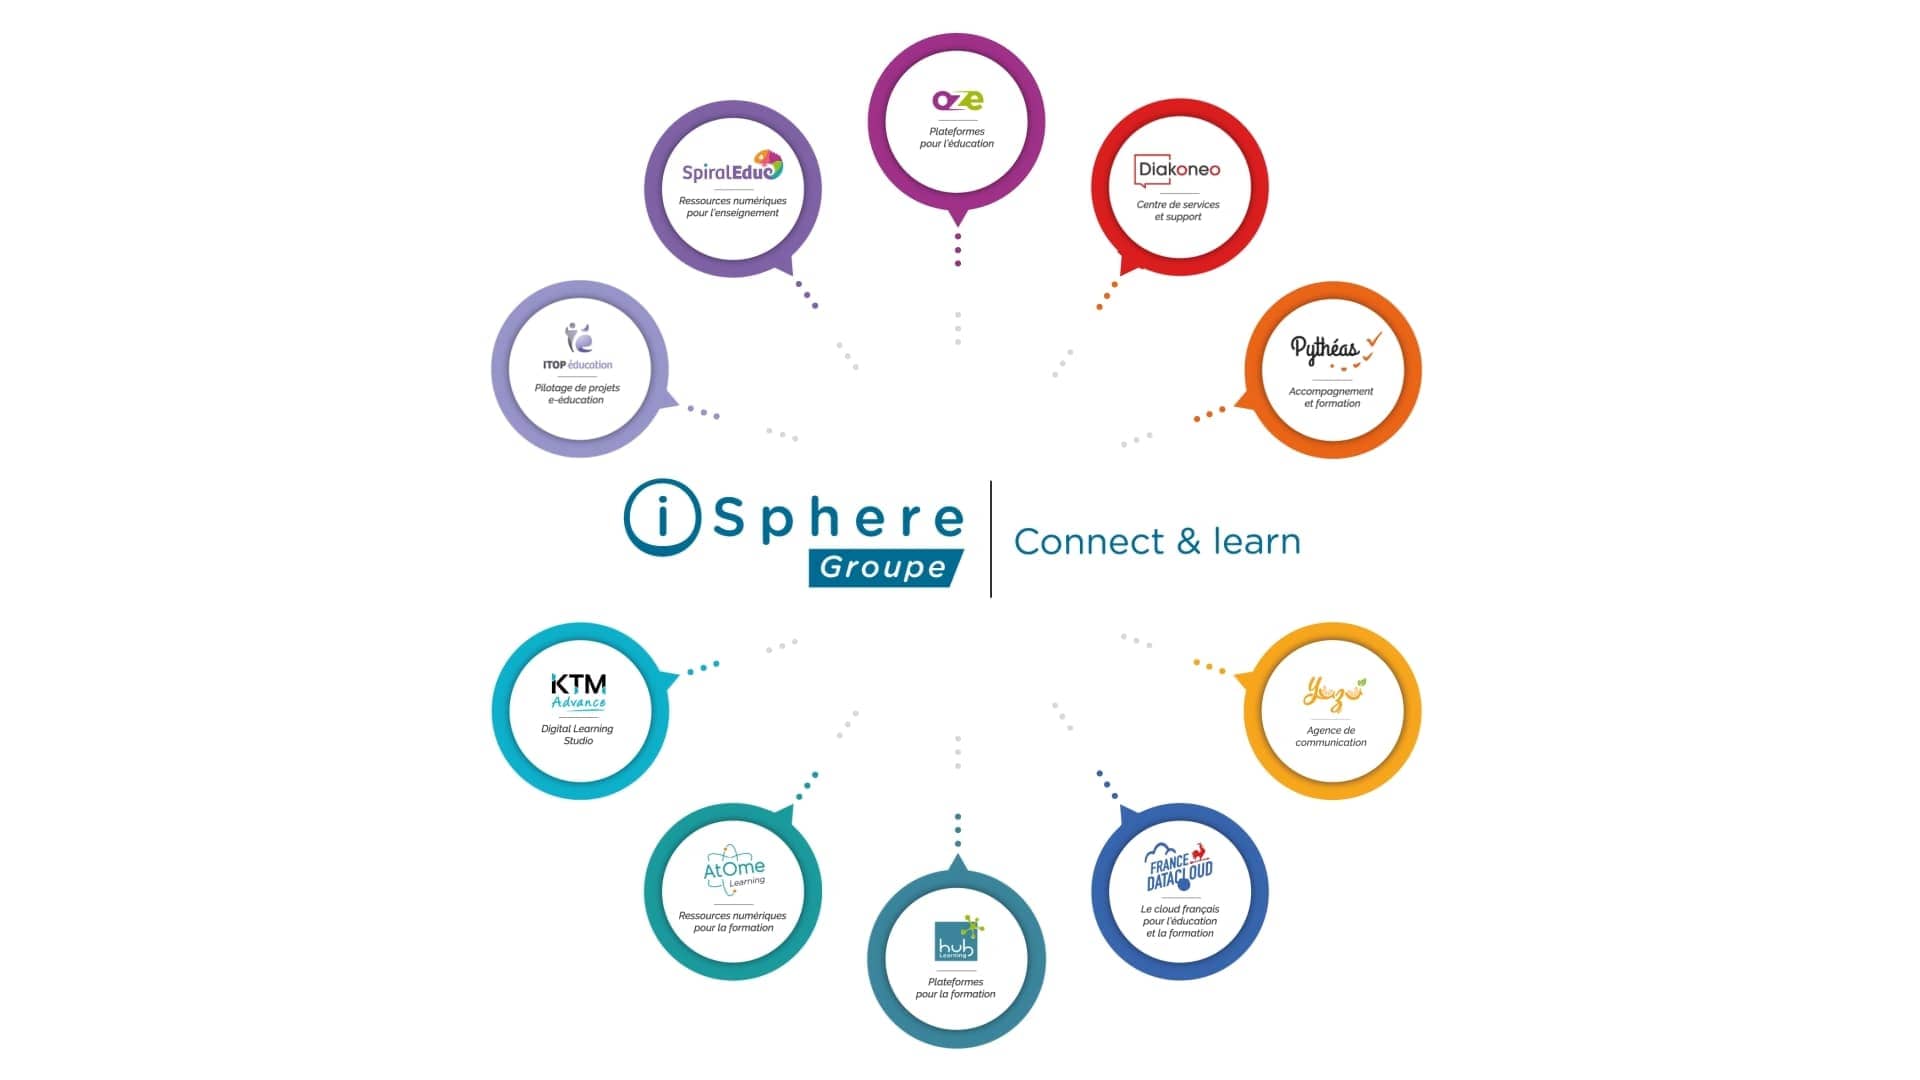 oze
Plateformes
pour l'éducation
SpiralEduc
Ressources numériques
pour l'enseignement
Diakoneo
Centre de services
et support
ITOP éducation
Pilotage de projets
e-éducation
Pythéas
Accompagnement
et formation
iSphere
Groupe
Connect & learn
KTM
Advance
Digital Learning
Studio
Yuzu
Agence de
communication
AtOme
Learning
Ressources numériques
pour la formation
FRANCE
DATACLOUD
Le cloud français
pour l'éducation
et la formation
hub
Learning
Plateformes
pour la formation